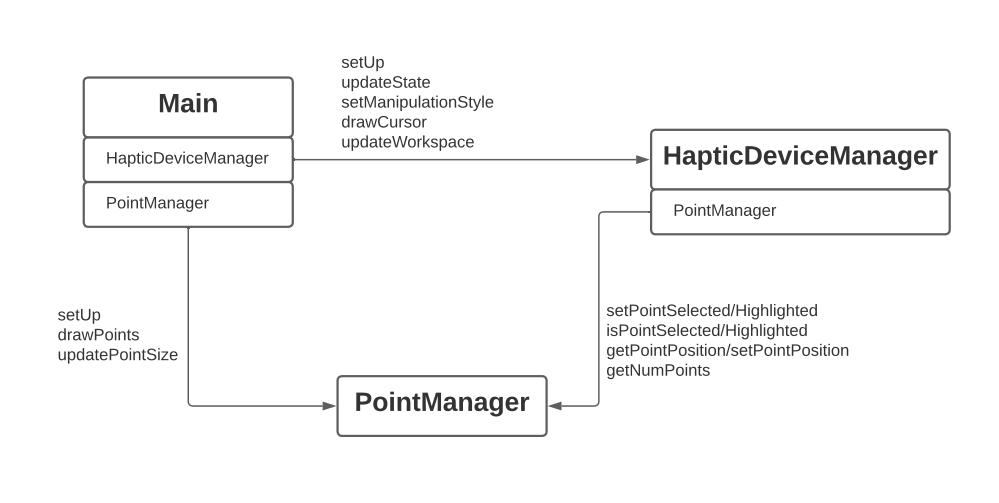 setUp
updateState
setManipulationStyle
drawCursor
updateWorkspace
Main
HapticDeviceManager
PointManager
HapticDeviceManager
PointManager
setUp
drawPoints
updatePointSize
setPointSelected/Highlighted
isPointSelected/Highlighted
getPointPosition/setPointPosition
getNumPoints
PointManager